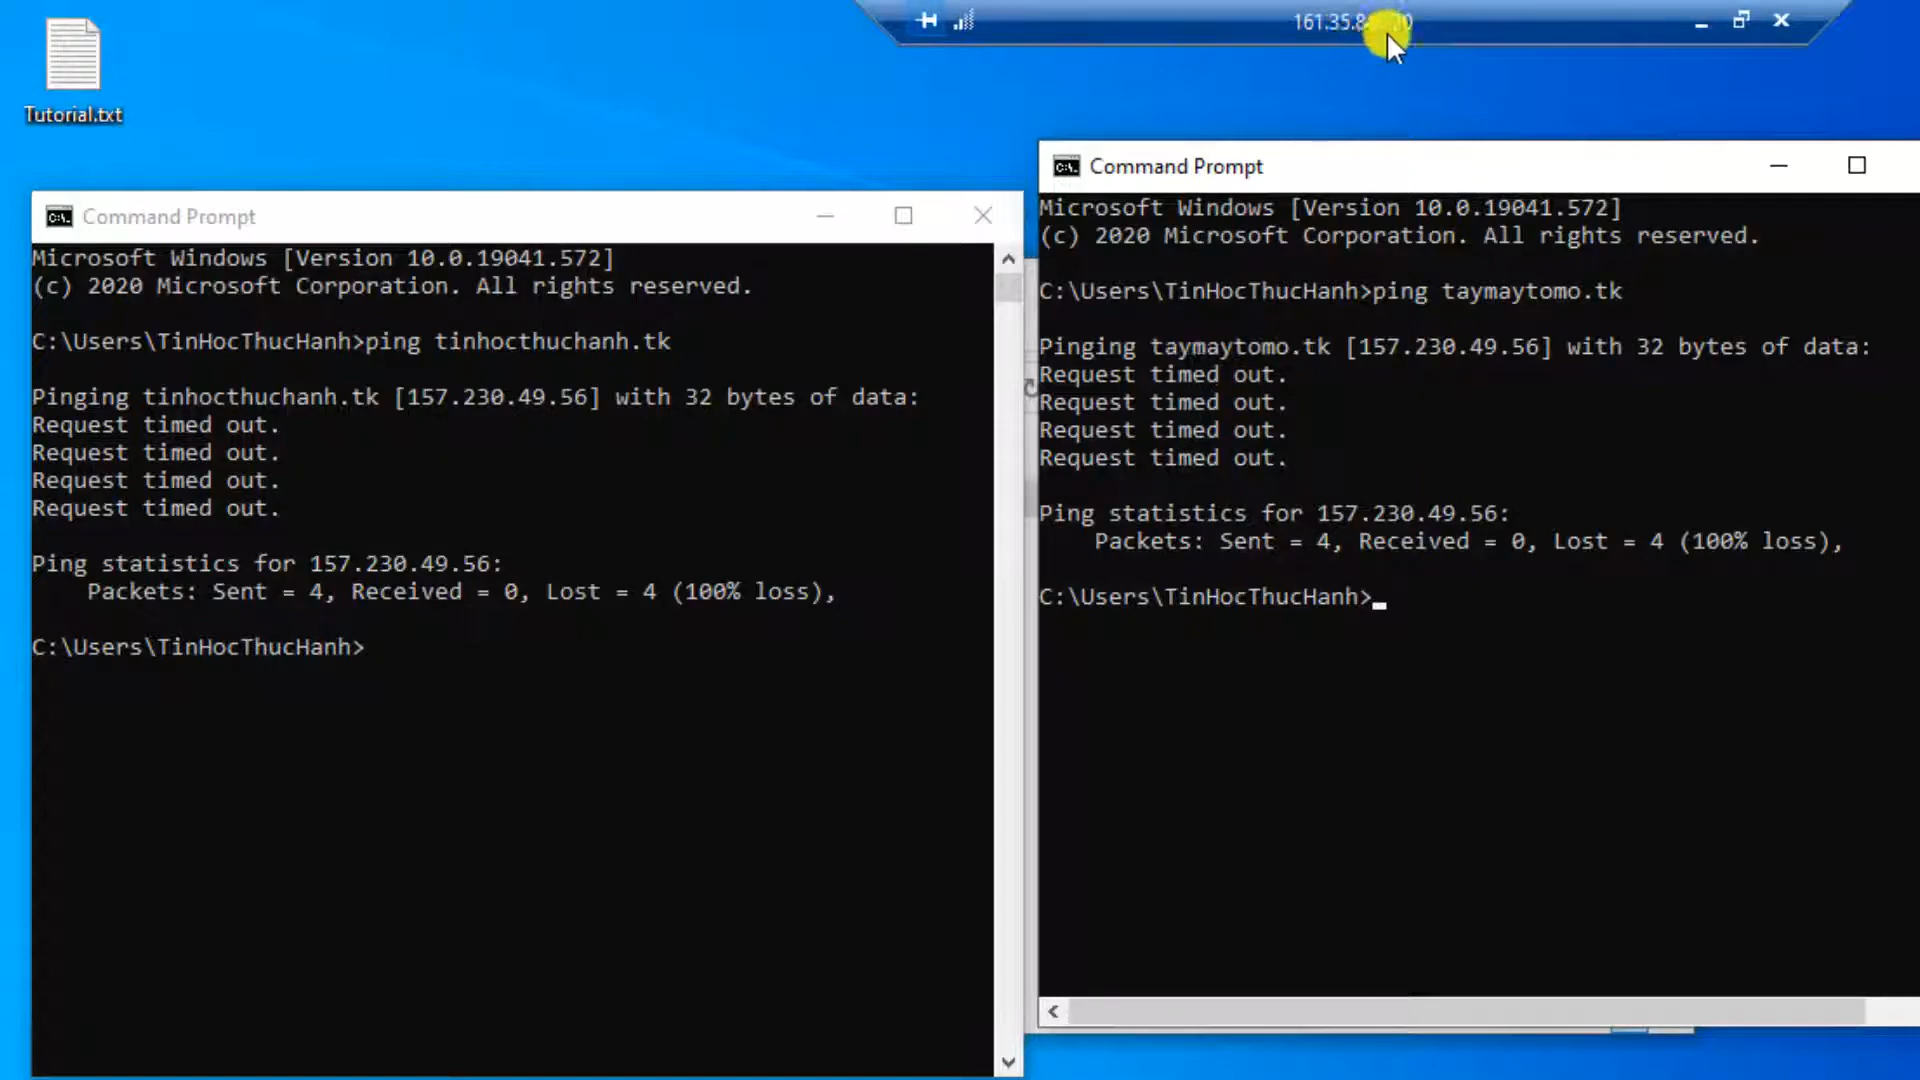 161.35.8
Tutorial.txt
Command Prompt
Microsoft Windows [Version 10.0.19041.572]
(c) 2020 Microsoft Corporation. All rights reserved.
C:\Users\TinHocThucHanh>ping tinhocthuchanh.tk
Pinging tinhocthuchanh.tk [157.230.49.56] with 32 bytes of data:
Request timed out.
Request timed out.
Request timed out.
Request timed out.
Ping statistics for 157.230.49.56:
Packets: Sent = 4, Received = 0, Lost = 4 (100% loss),
C:\Users\TinHocThucHanh>
Command Prompt
Microsoft Windows [Version 10.0.19041.572]
(c) 2020 Microsoft Corporation. All rights reserved.
C:\Users\TinHocThucHanh>ping taymaytomo.tk
Pinging taymaytomo.tk [157.230.49.56] with 32 bytes of data:
Request timed out.
Request timed out.
Request timed out.
Request timed out.
Ping statistics for 157.230.49.56:
Packets: Sent = 4, Received = 0, Lost = 4 (100% loss),
C:\Users\TinHocThucHanh>